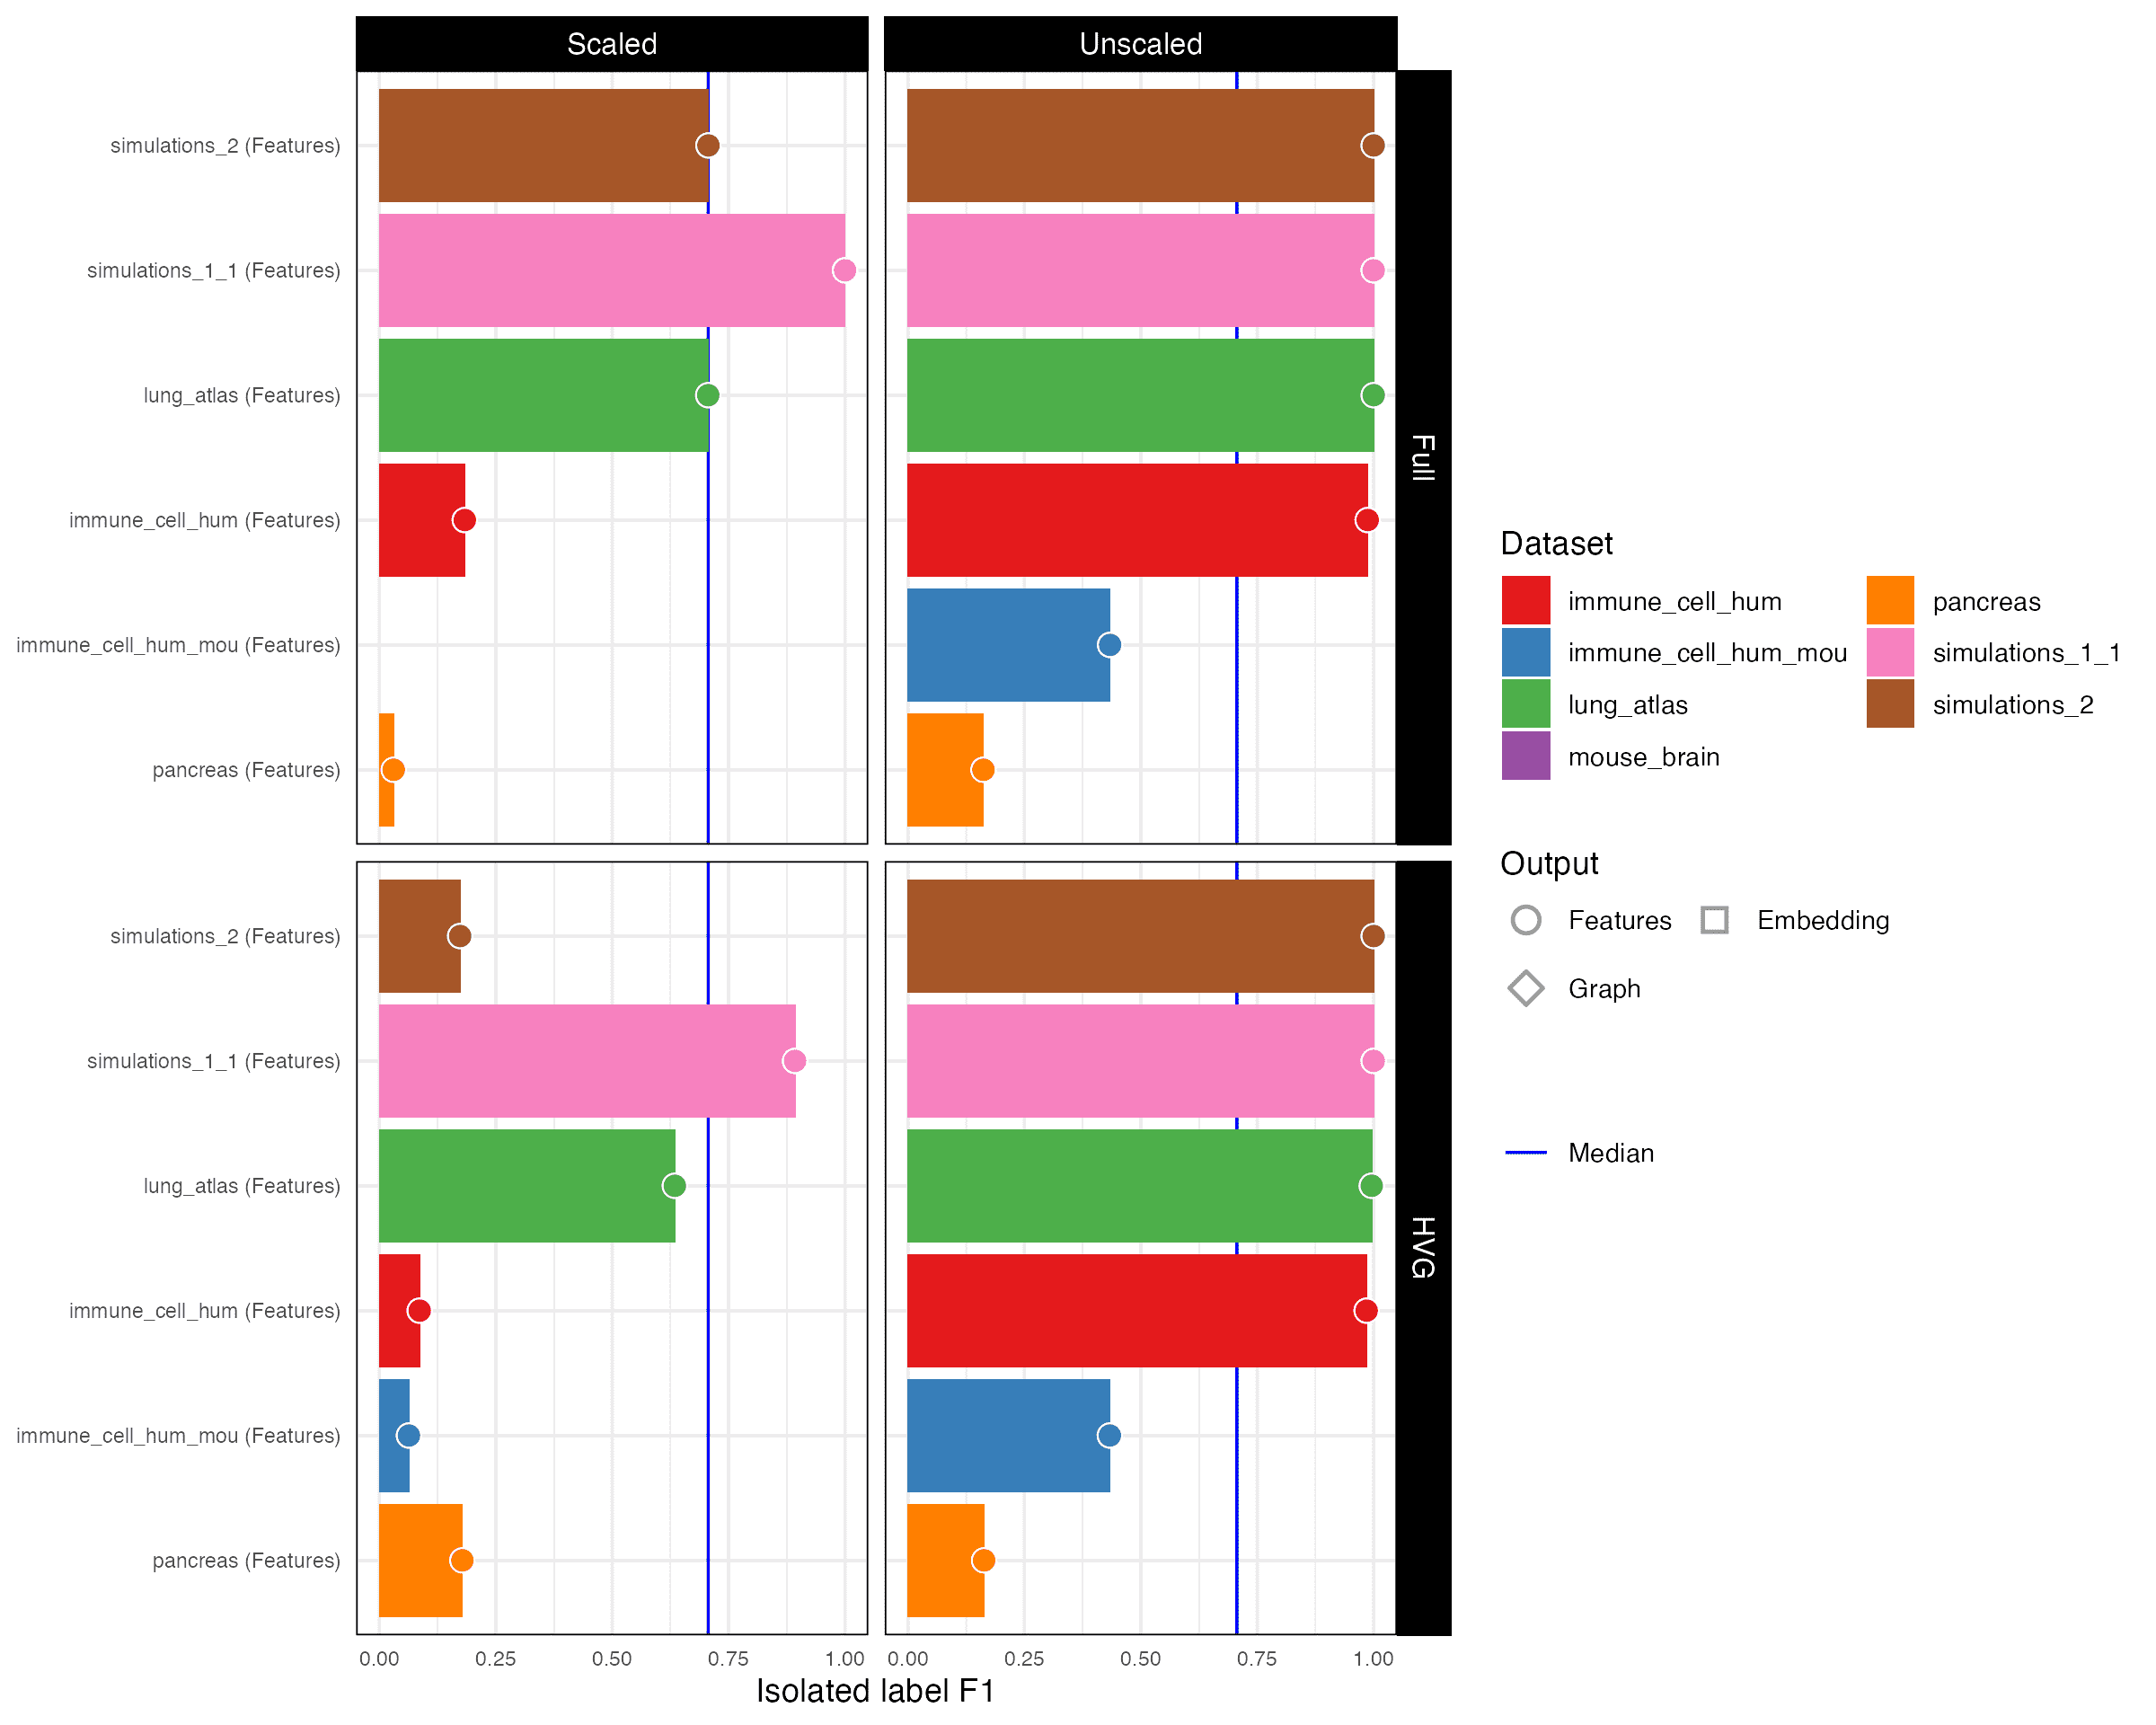 Scaled
Unscaled
simulations_2 (Features)
simulations_1_1 (Features)
lung_atlas (Features)
immune_cell_hum (Features)
immune_cell_hum_mou (Features)
pancreas (Features)
Full
simulations_2 (Features)
simulations_1_1 (Features)
lung_atlas (Features)
immune_cell_hum (Features)
immune_cell_hum_mou (Features)
pancreas (Features)
HVG
0.00 0.25 0.50 0.75 1.00
0.00 0.25 0.50 0.75 1.00
Isolated label F1
Dataset
immune_cell_hum
immune_cell_hum_mou
lung_atlas
mouse_brain
pancreas
simulations_1_1
simulations_2
Output
Features
Embedding
Graph
Median